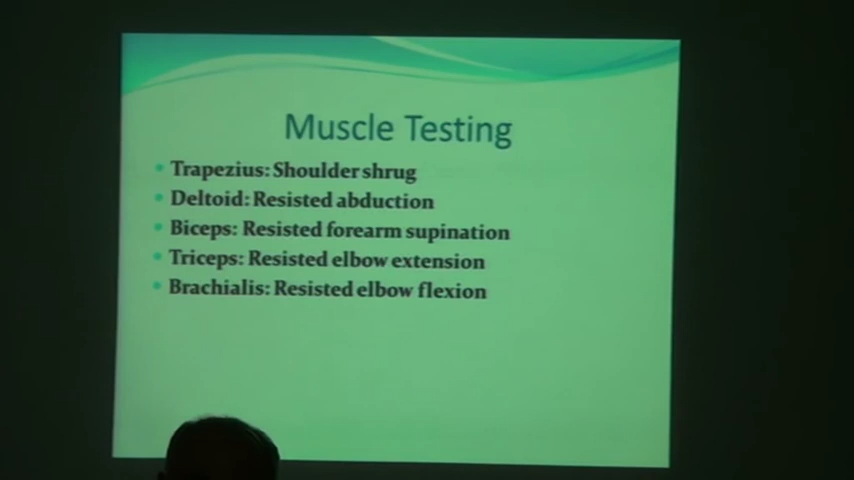 Muscle Testing
Trapezius: Shoulder shrug
Deltoid: Resisted abduction
Biceps: Resisted forearm supination
Triceps: Resisted elbow extension
Brachialis: Resisted elbow flexion